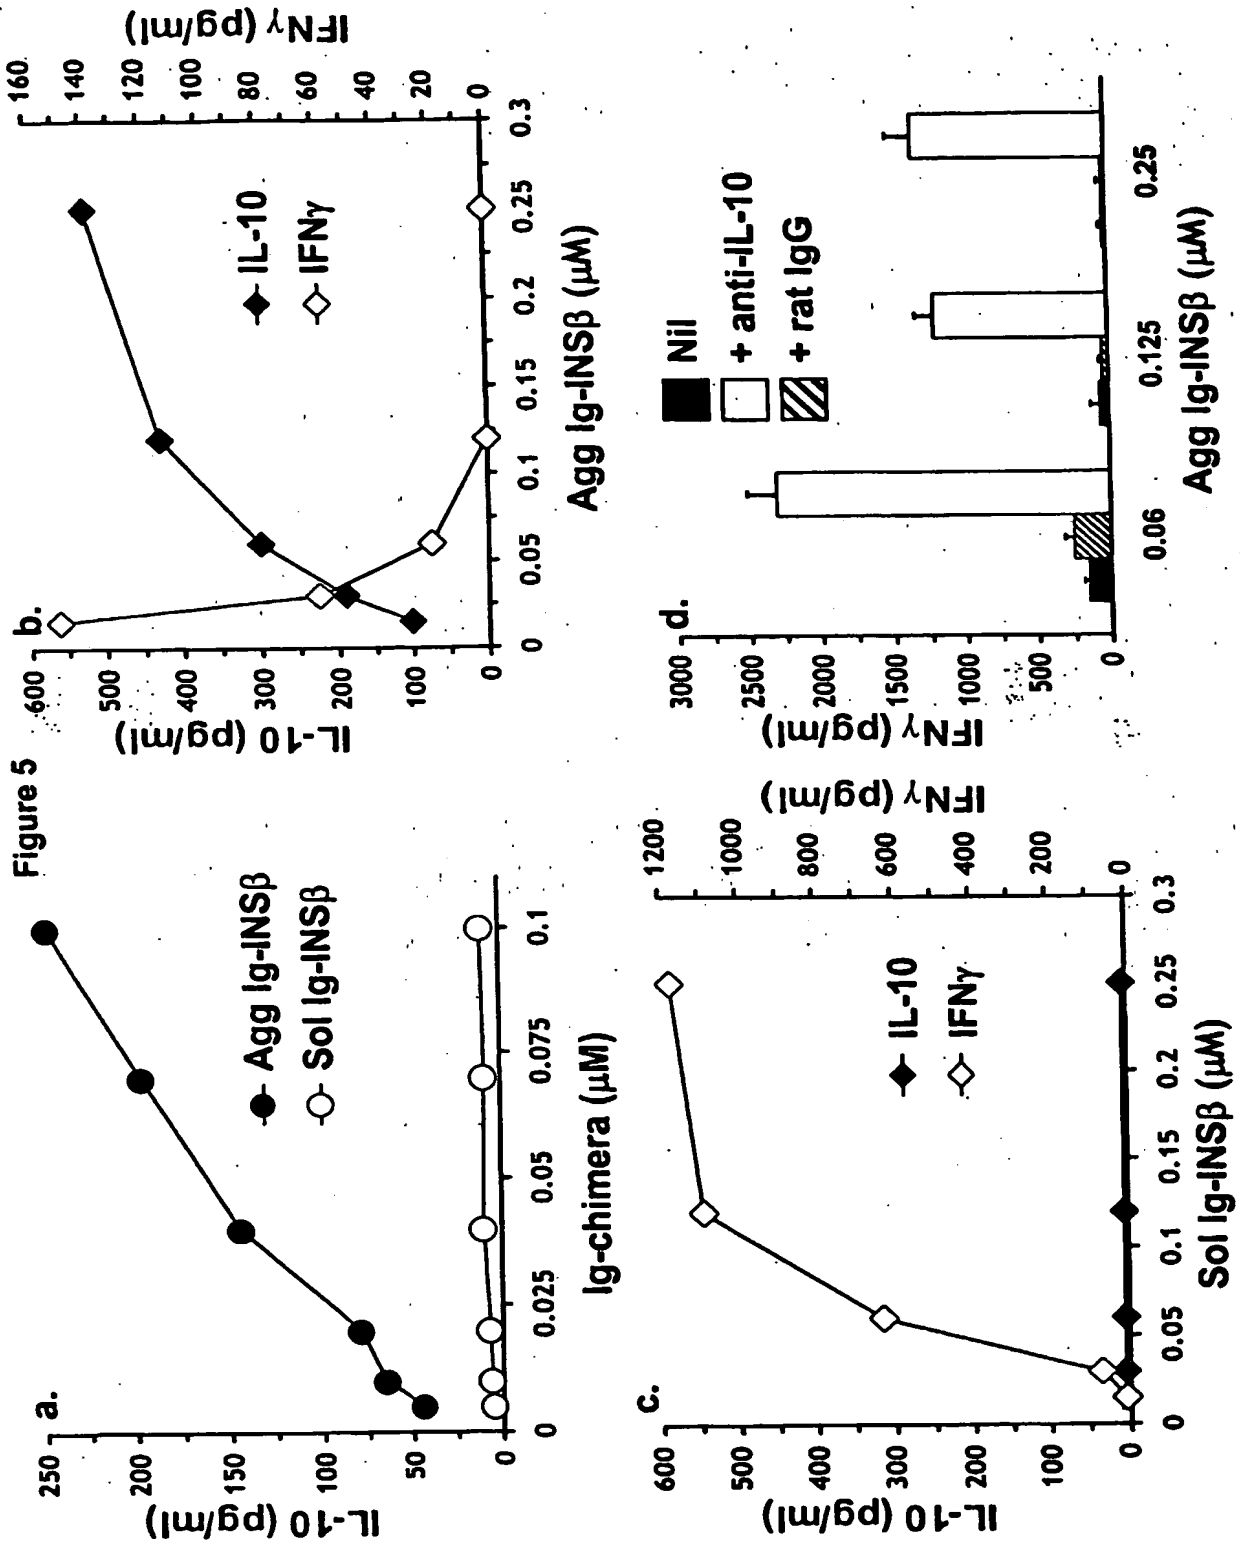 Figure 5
a.
IL-10 (pg/ml)
250
200
150
100
50
0
Agg Ig-INSβ
Sol Ig-INSβ
0 0.025 0.05 0.075 0.1
Ig-chimera (μM)
b.
IL-10 (pg/ml)
600
500
400
300
200
100
0
IL-10
IFNγ
IFNγ (pg/ml)
160
140
120
100
80
60
40
20
0
0 0.05 0.1 0.15 0.2 0.25 0.3
Agg Ig-INSβ (μM)
c.
IL-10 (pg/ml)
600
500
400
300
200
100
0
IL-10
IFNγ
IFNγ (pg/ml)
1200
1000
800
600
400
200
0
0 0.05 0.1 0.15 0.2 0.25 0.3
Sol Ig-INSβ (μM)
d.
IFNγ (pg/ml)
3000
2500
2000
1500
1000
500
0
Nil
+ anti-IL-10
+ rat IgG
0.06 0.125 0.25
Agg Ig-INSβ (μM)